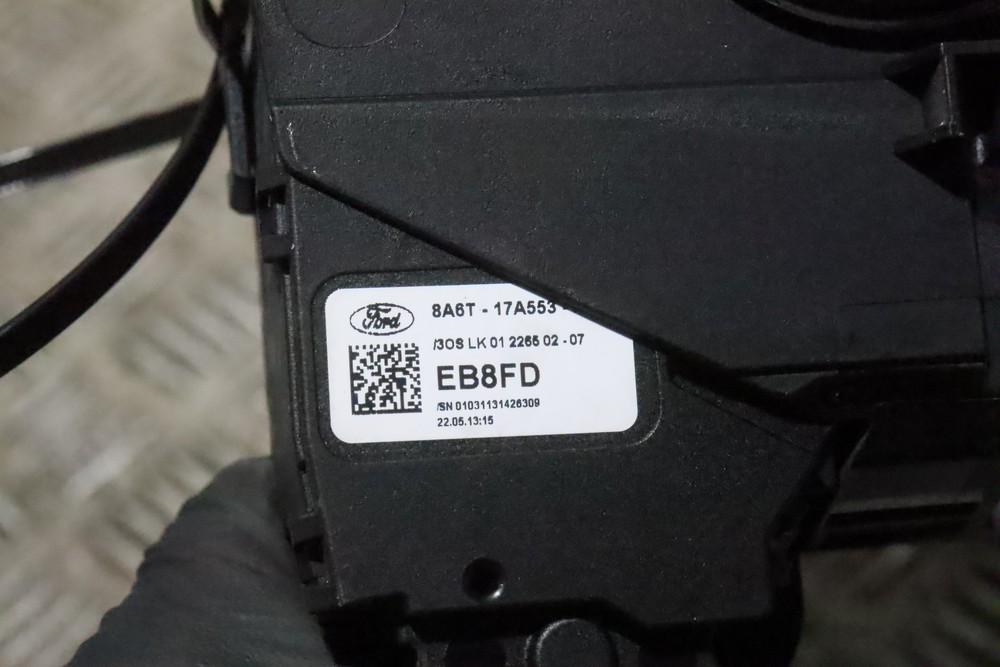 Ford
8A6T - 17A553 -
/3OS LK 01 2265 02 - 07
EB8FD
/SN 01031131426309
22.05.13:15